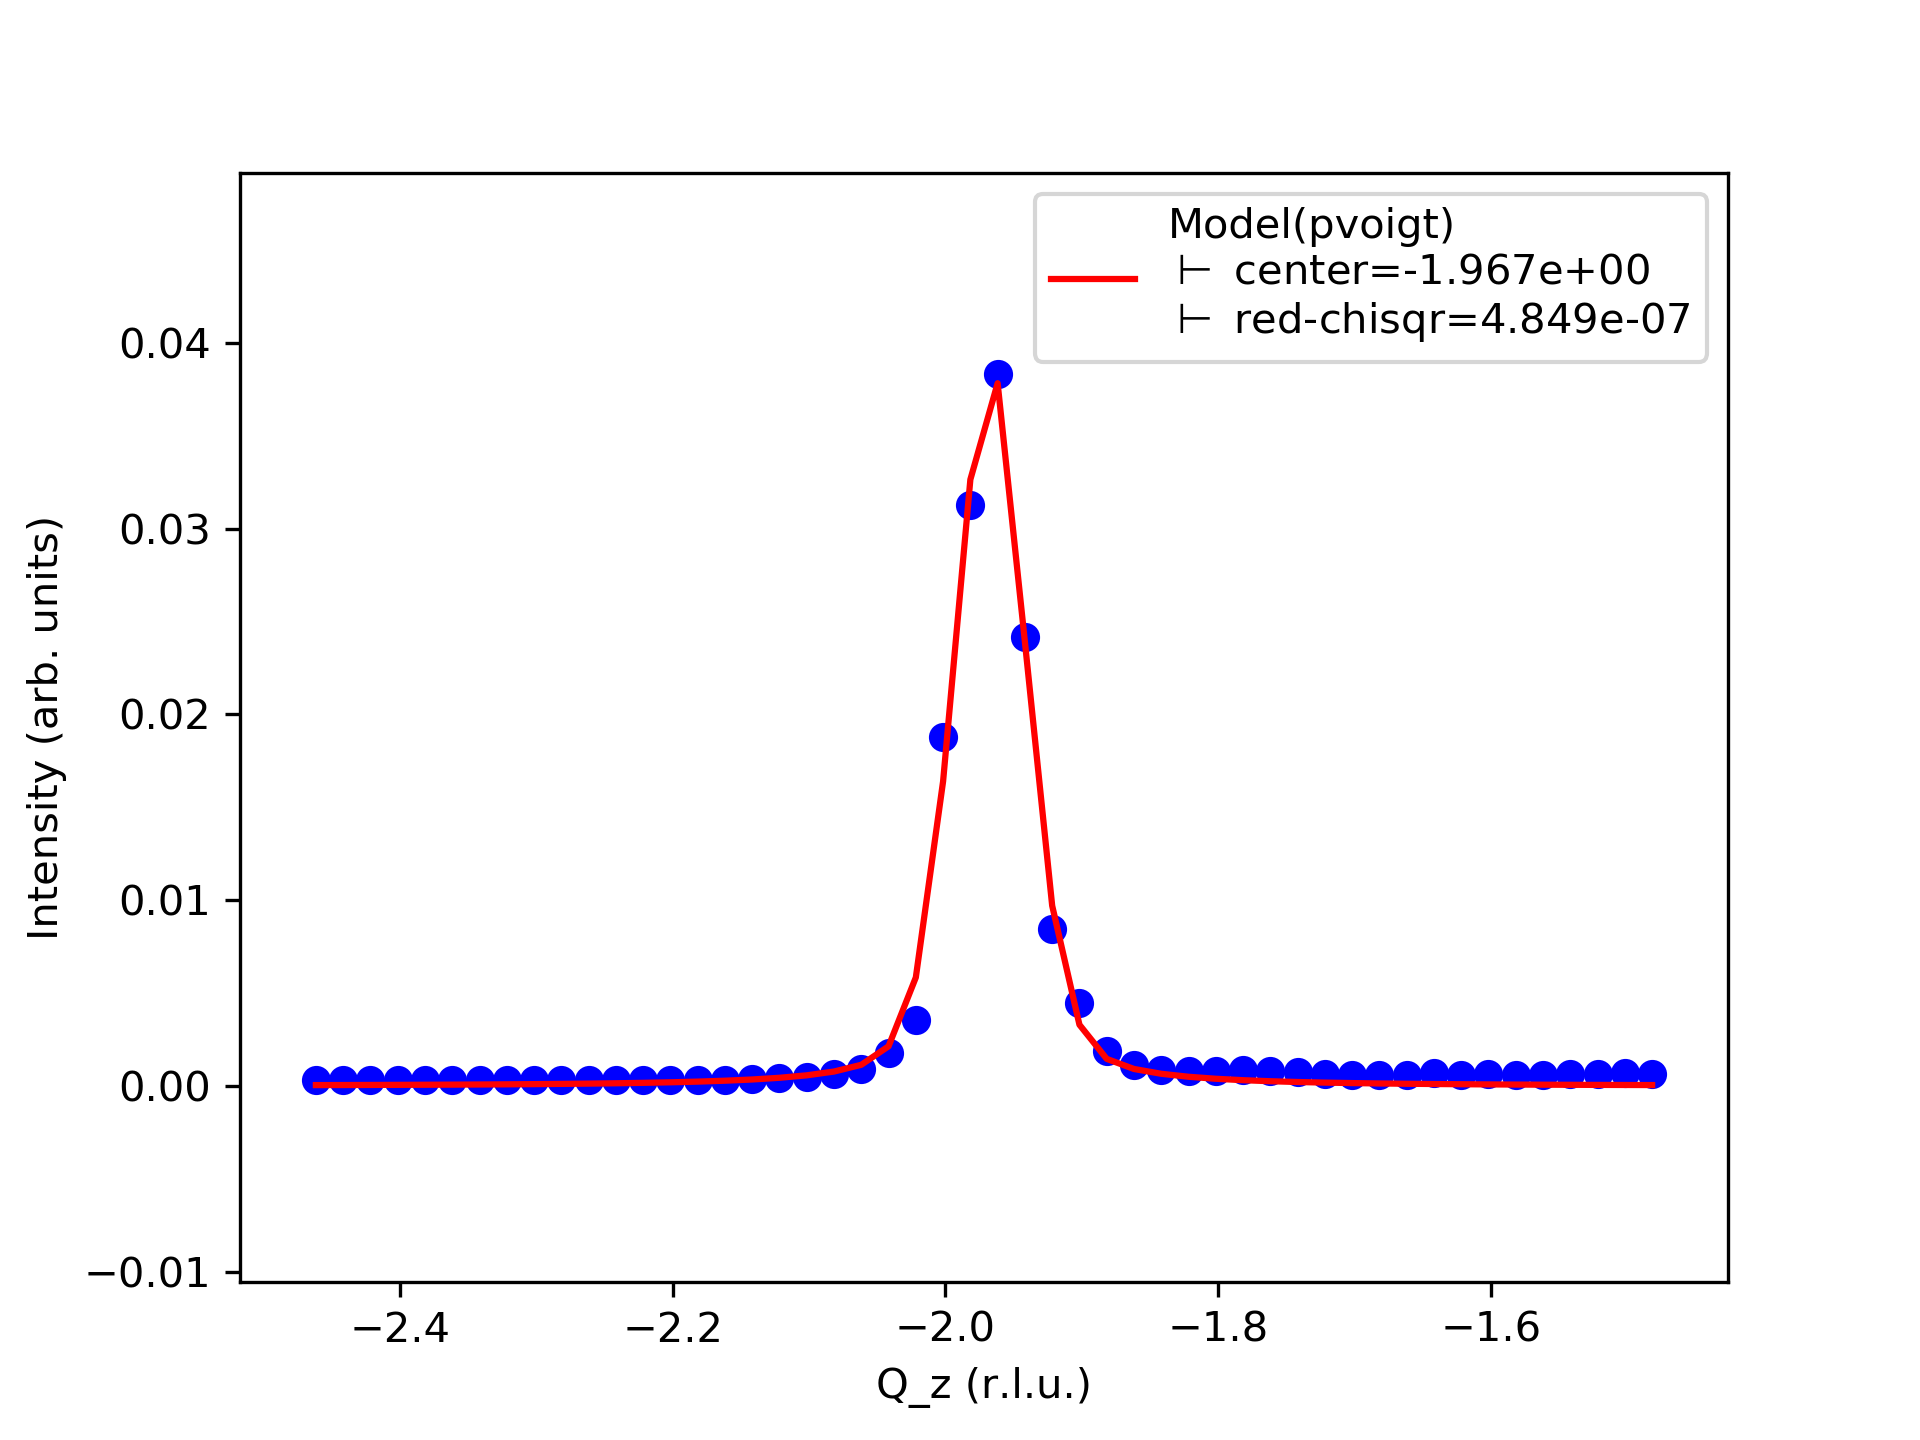 Model(pvoigt)
⊢ center=-1.967e+00
⊢ red-chisqr=4.849e-07
0.04
0.03
0.02
0.01
0.00
−0.01
Intensity (arb. units)
−2.4 −2.2 −2.0 −1.8 −1.6
Q_z (r.l.u.)